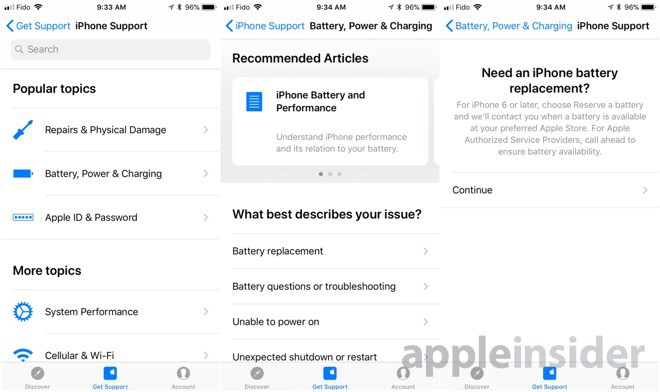 Fido 9:33 AM 96%
Get Support iPhone Support
Search
Popular topics
Repairs & Physical Damage
Battery, Power & Charging
Apple ID & Password
More topics
System Performance
Cellular & Wi-Fi
Discover Get Support Account
Fido 9:34 AM 96%
iPhone Support Battery, Power & Charging
Recommended Articles
iPhone Battery and
Performance
Understand iPhone performance
and its relation to your battery.
What best describes your issue?
Battery replacement
Battery questions or troubleshooting
Unable to power on
Unexpected shutdown or restart
Discover Get Support Account
Fido 9:34 AM 96%
Battery, Power & Charging iPhone Support
Need an iPhone battery
replacement?
For iPhone 6 or later, choose Reserve a battery
and we'll contact you when a battery is available
at your preferred Apple Store. For Apple
Authorized Service Providers, call ahead to
ensure battery availability.
Continue
appleinsider
Discover Get Support Account